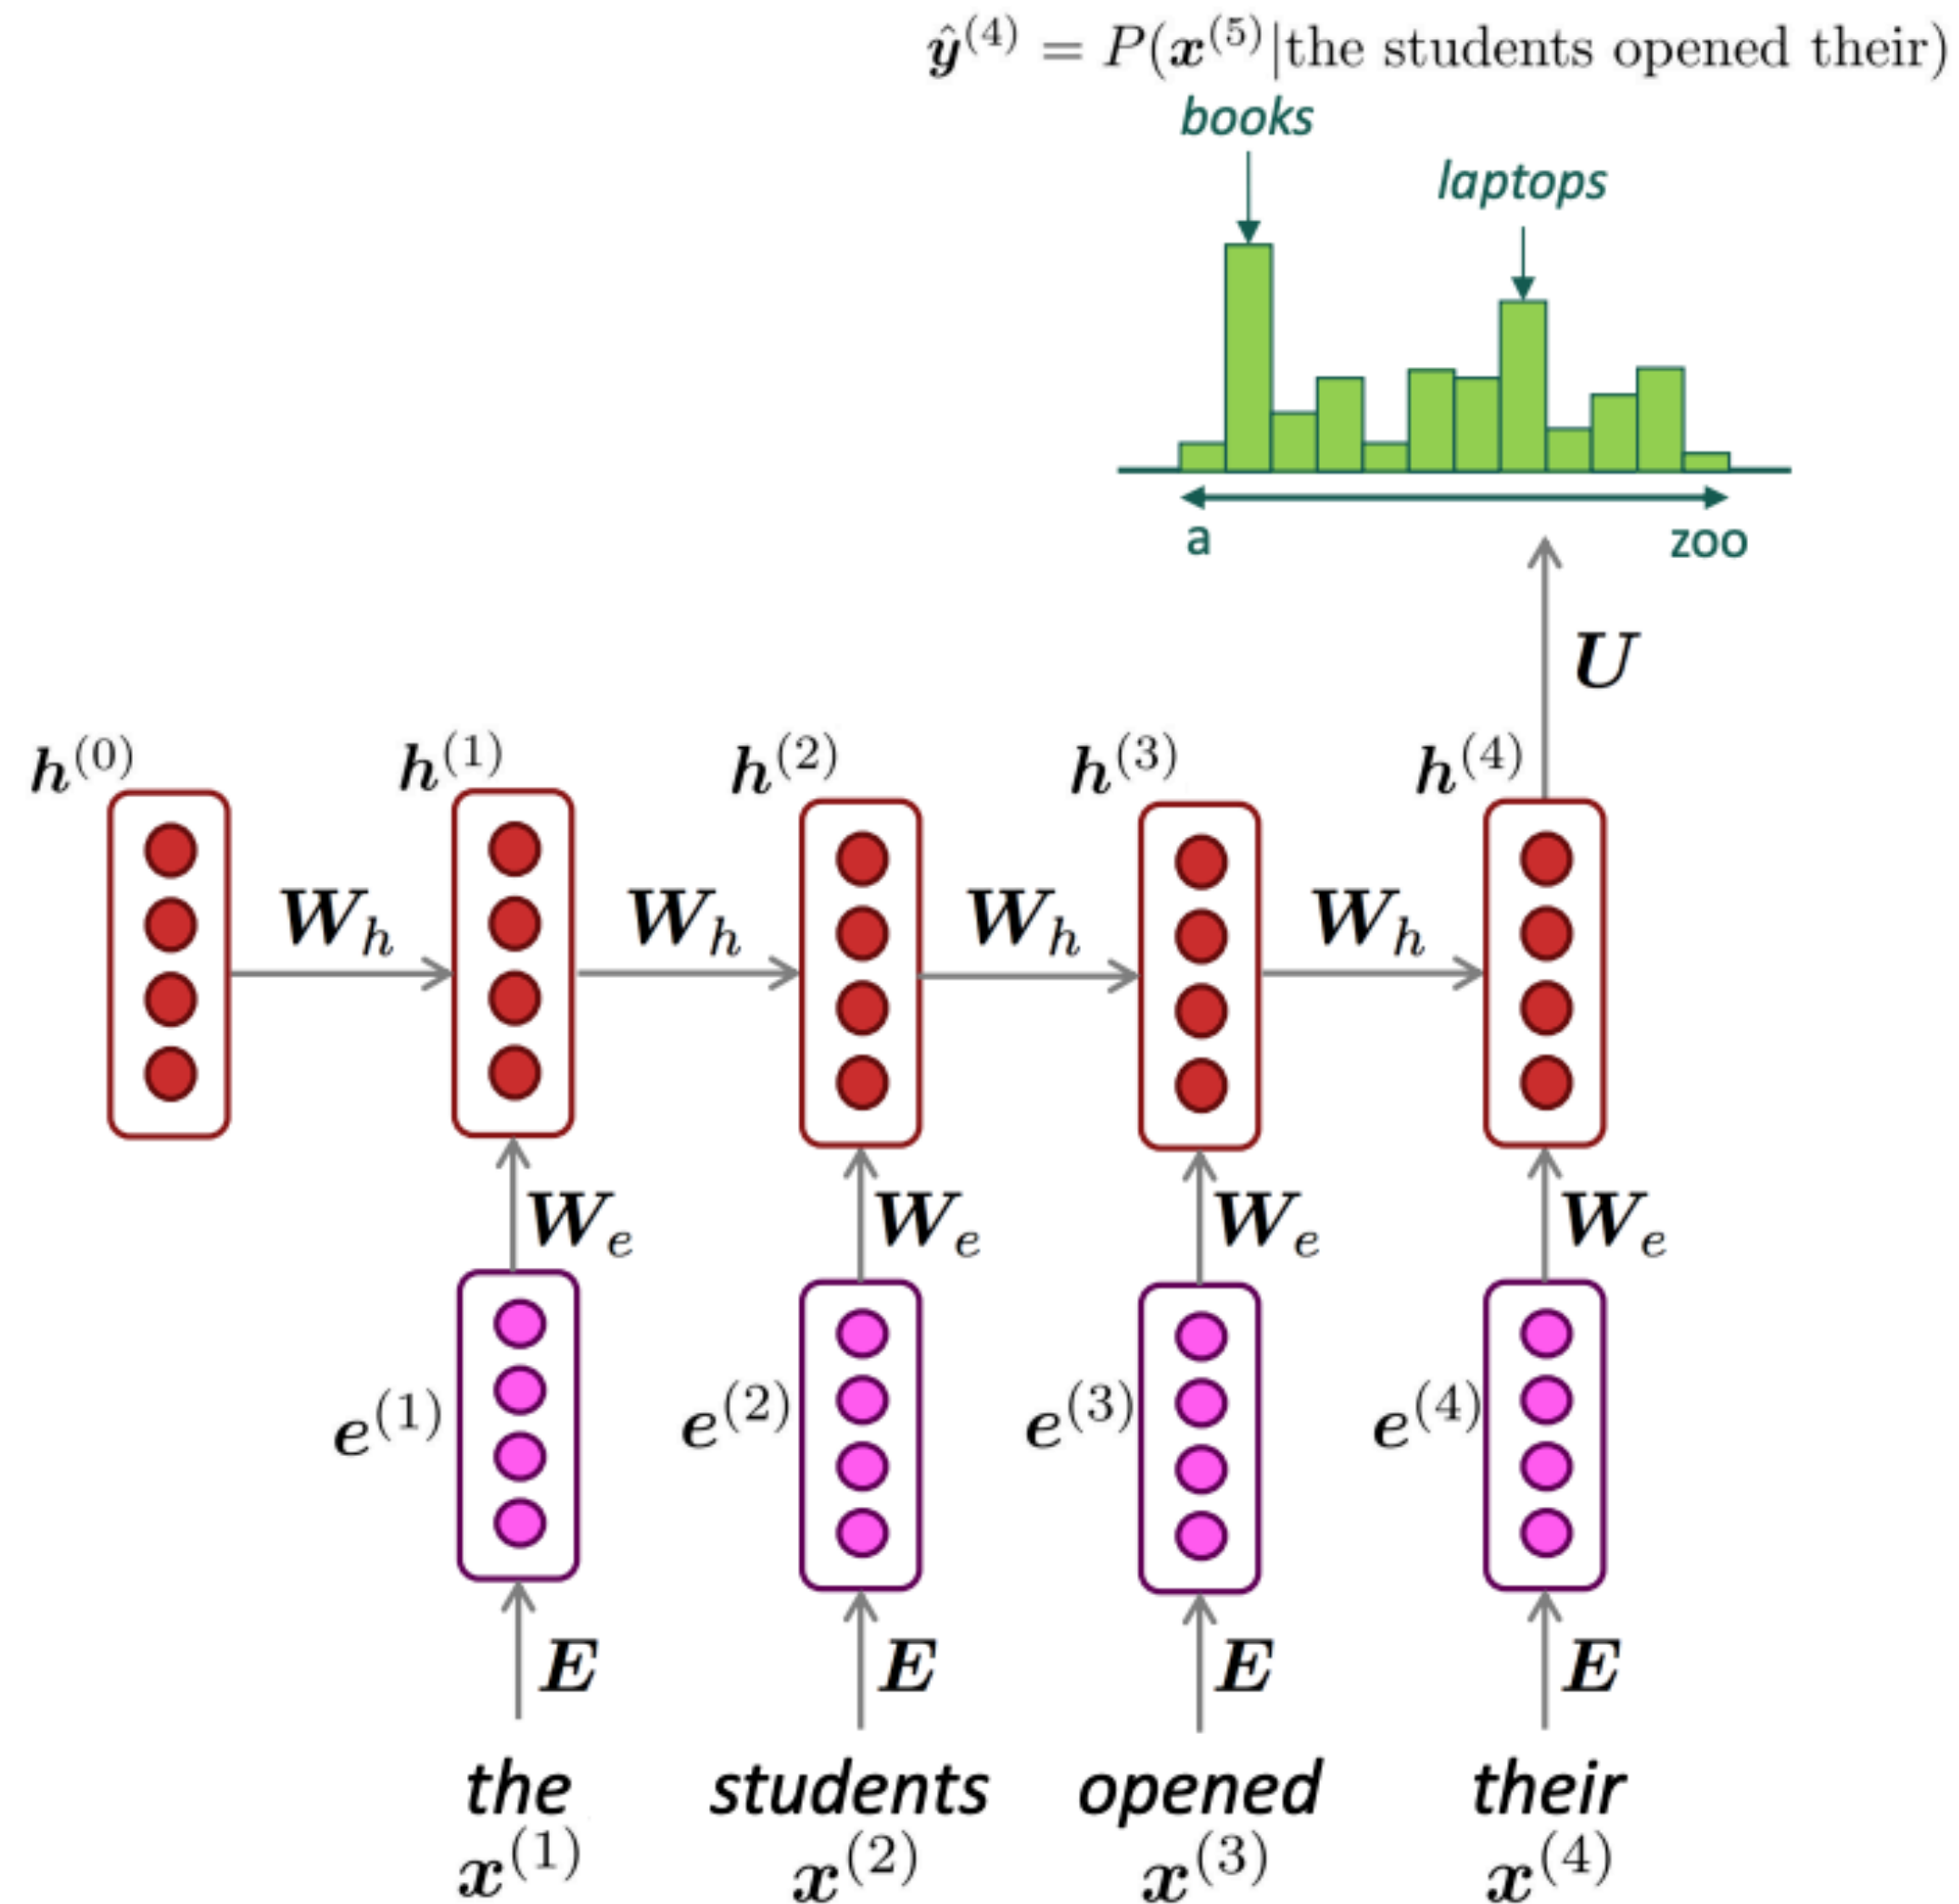 ŷ^(4) = P(x^(5)|the students opened their)
books
laptops
a zoo
U
h^(0) h^(1) h^(2) h^(3) h^(4)
W_h W_h W_h W_h
W_e W_e W_e W_e
e^(1) e^(2) e^(3) e^(4)
E E E E
the students opened their
x^(1) x^(2) x^(3) x^(4)